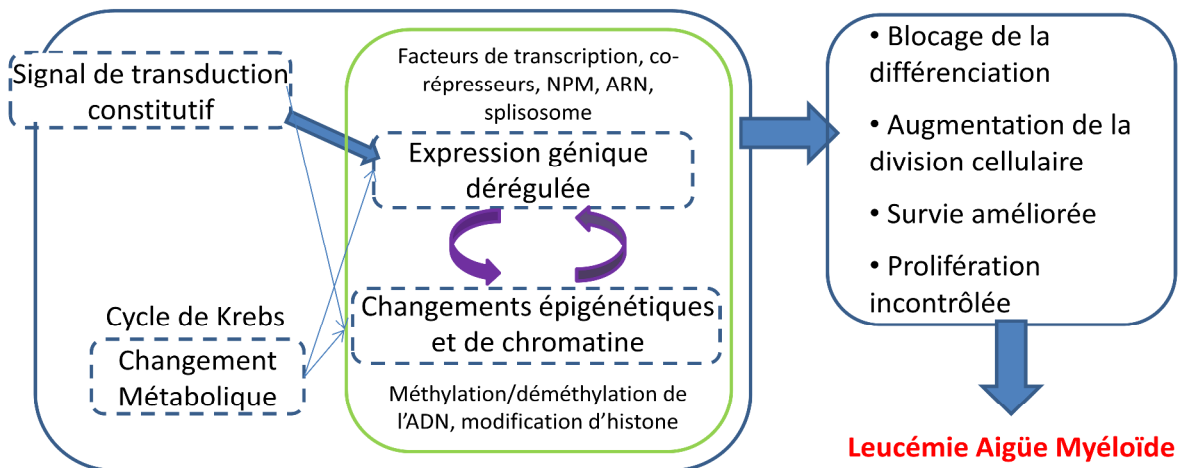 Signal de transduction
constitutif
Facteurs de transcription, co-
répresseurs, NPM, ARN,
splisosome
Expression génique
dérégulée
Changements épigénétiques
et de chromatine
Méthylation/déméthylation de
l’ADN, modification d’histone
Cycle de Krebs
Changement
Métabolique
• Blocage de la
différenciation
• Augmentation de la
division cellulaire
• Survie améliorée
• Prolifération
incontrôlée
Leucémie Aigüe Myéloïde